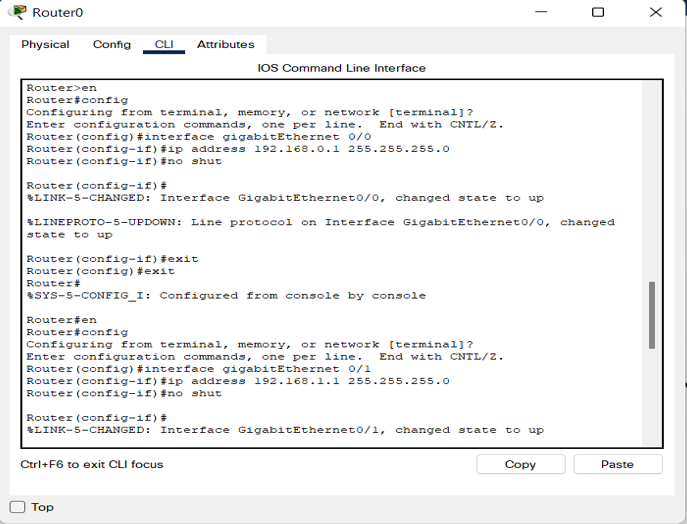 Router0
Physical Config CLI Attributes
IOS Command Line Interface
Router>en
Router#config
Configuring from terminal, memory, or network [terminal]?
Enter configuration commands, one per line.  End with CNTL/Z.
Router(config)#interface gigabitEthernet 0/0
Router(config-if)#ip address 192.168.0.1 255.255.255.0
Router(config-if)#no shut
Router(config-if)#
%LINK-5-CHANGED: Interface GigabitEthernet0/0, changed state to up
%LINEPROTO-5-UPDOWN: Line protocol on Interface GigabitEthernet0/0, changed
state to up
Router(config-if)#exit
Router(config)#exit
Router#
%SYS-5-CONFIG_I: Configured from console by console
Router#en
Router#config
Configuring from terminal, memory, or network [terminal]?
Enter configuration commands, one per line.  End with CNTL/Z.
Router(config)#interface gigabitEthernet 0/1
Router(config-if)#ip address 192.168.1.1 255.255.255.0
Router(config-if)#no shut
Router(config-if)#
%LINK-5-CHANGED: Interface GigabitEthernet0/1, changed state to up
Ctrl+F6 to exit CLI focus
Copy Paste
Top